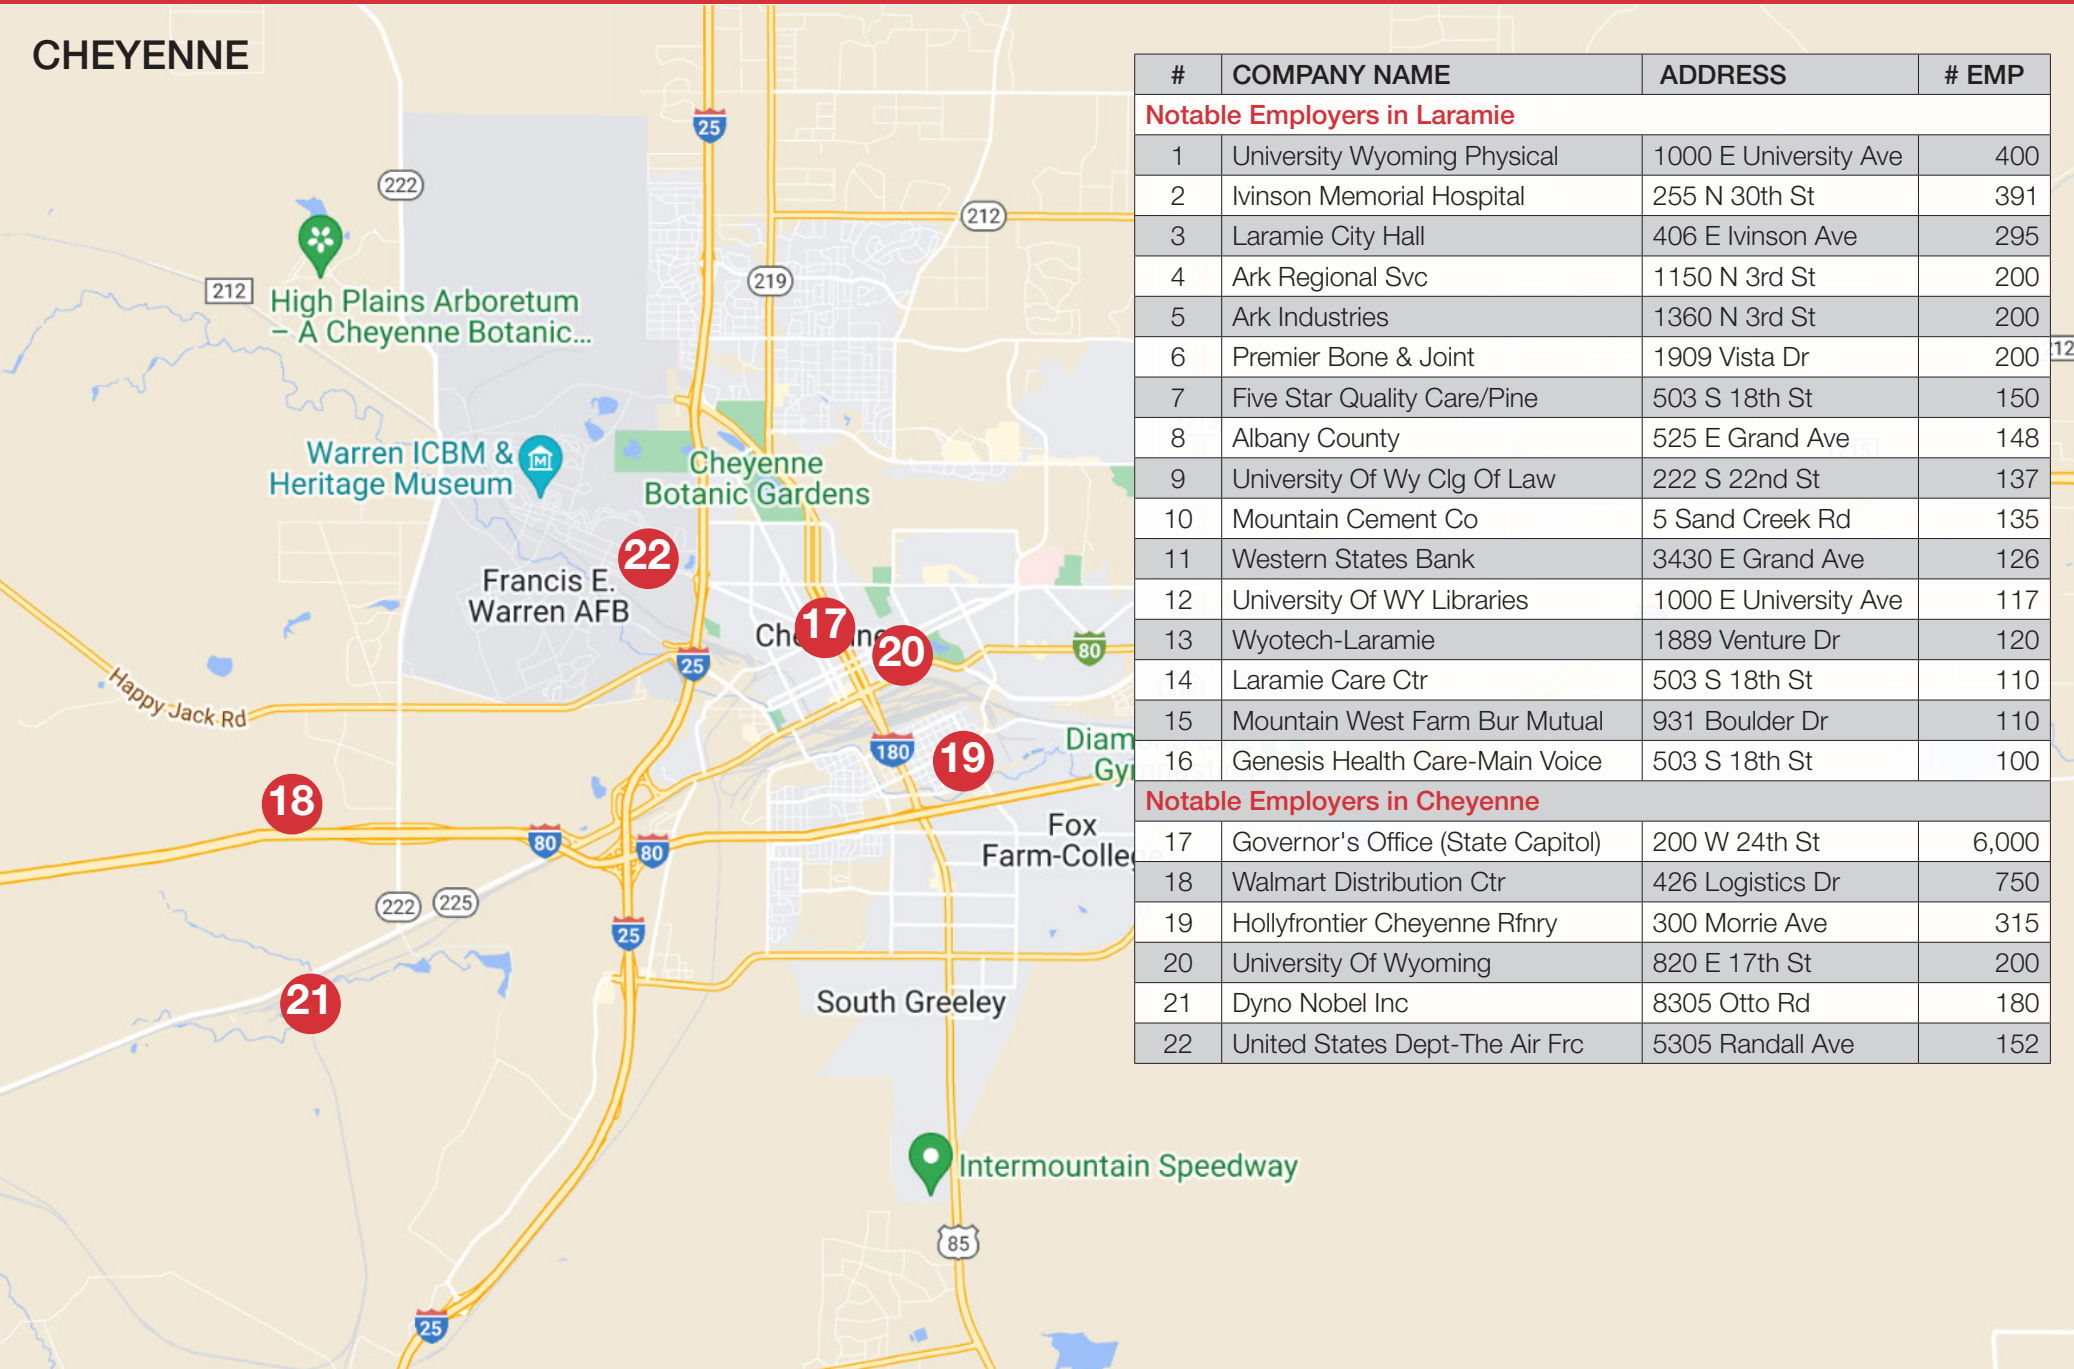 CHEYENNE
# COMPANY NAME ADDRESS # EMP
Notable Employers in Laramie
1 University Wyoming Physical 1000 E University Ave 400
2 Ivinson Memorial Hospital 255 N 30th St 391
3 Laramie City Hall 406 E Ivinson Ave 295
4 Ark Regional Svc 1150 N 3rd St 200
5 Ark Industries 1360 N 3rd St 200
6 Premier Bone & Joint 1909 Vista Dr 200
7 Five Star Quality Care/Pine 503 S 18th St 150
8 Albany County 525 E Grand Ave 148
9 University Of Wy Clg Of Law 222 S 22nd St 137
10 Mountain Cement Co 5 Sand Creek Rd 135
11 Western States Bank 3430 E Grand Ave 126
12 University Of WY Libraries 1000 E University Ave 117
13 Wyotech-Laramie 1889 Venture Dr 120
14 Laramie Care Ctr 503 S 18th St 110
15 Mountain West Farm Bur Mutual 931 Boulder Dr 110
16 Genesis Health Care-Main Voice 503 S 18th St 100
Notable Employers in Cheyenne
17 Governor's Office (State Capitol) 200 W 24th St 6,000
18 Walmart Distribution Ctr 426 Logistics Dr 750
19 Hollyfrontier Cheyenne Rfnry 300 Morrie Ave 315
20 University Of Wyoming 820 E 17th St 200
21 Dyno Nobel Inc 8305 Otto Rd 180
22 United States Dept-The Air Frc 5305 Randall Ave 152
25
222
212
219
212
High Plains Arboretum
– A Cheyenne Botanic...
Warren ICBM &
Heritage Museum
Cheyenne
Botanic Gardens
22
Francis E.
Warren AFB
17
20
80
25
Happy Jack Rd
180
19
18
80
80
Fox
222
225
25
21
South Greeley
Intermountain Speedway
85
25